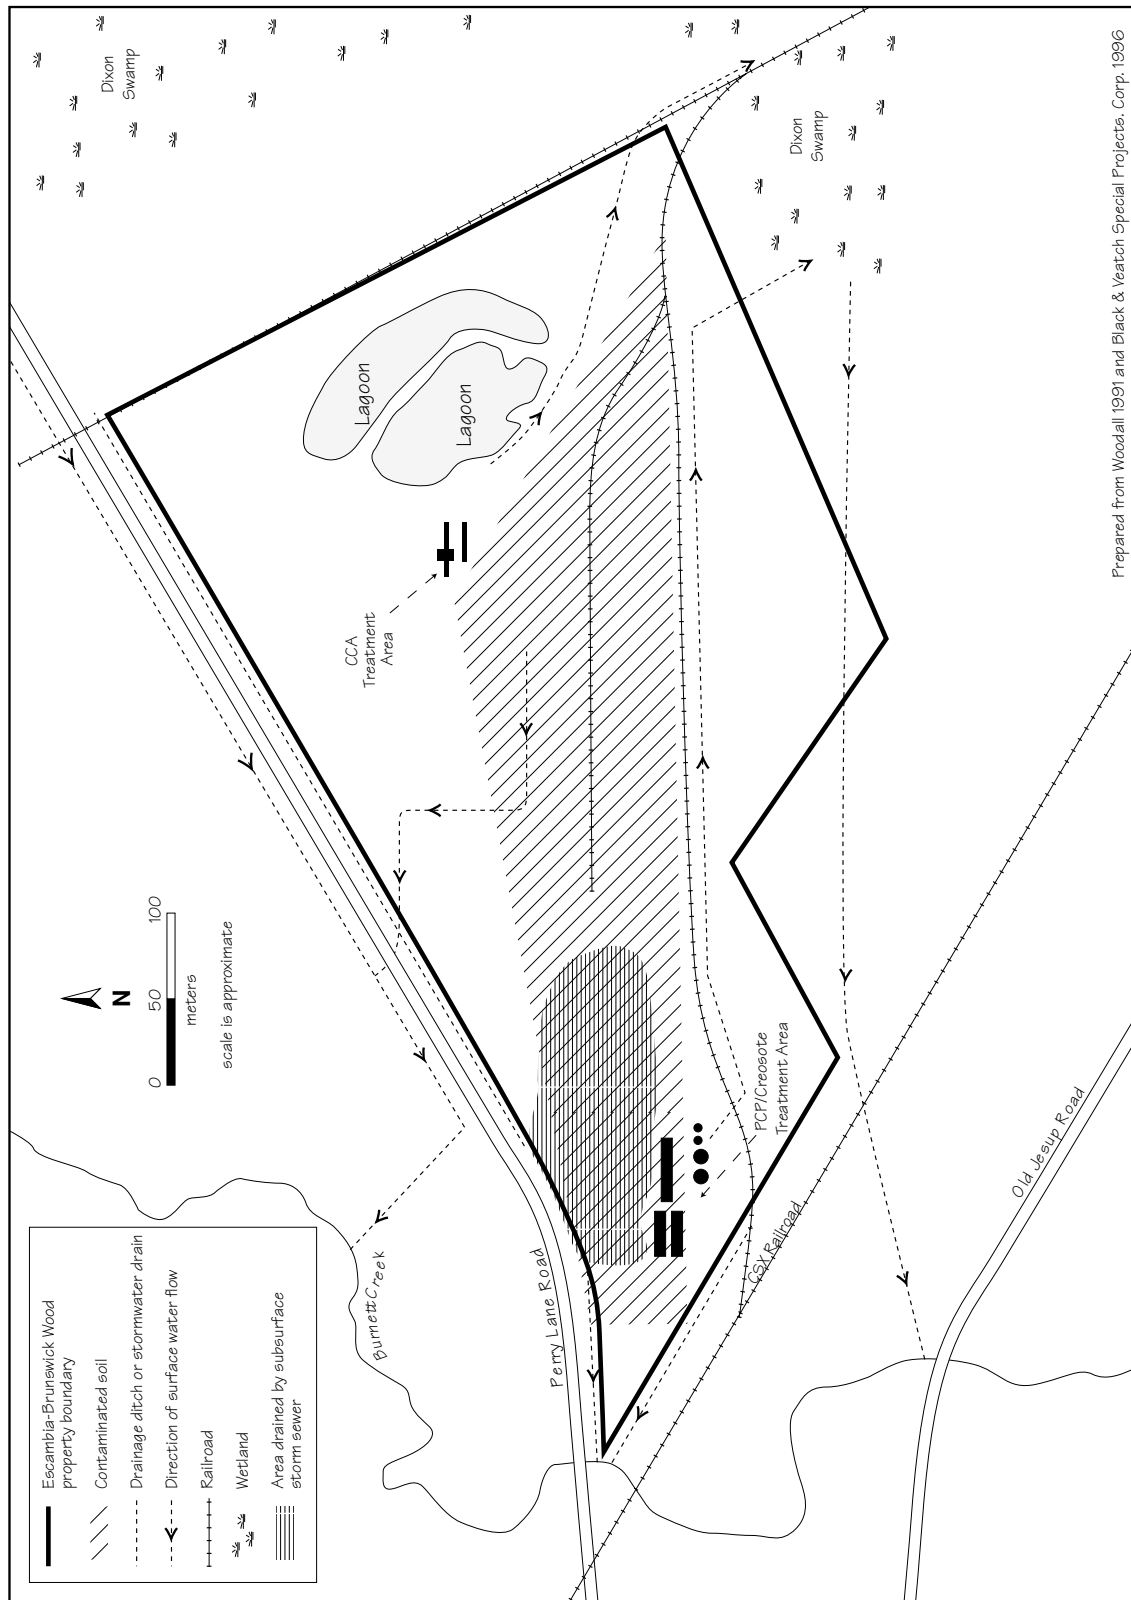 Dixon
Swamp
Dixon
Swamp
Lagoon
Lagoon
CCA
Treatment
Area
N
0 50 100
meters
scale is approximate
PCP/Creosote
Treatment Area
Burnett Creek
Perry Lane Road
CSX Railroad
Old Jesup Road
Escambia-Brunswick Wood
property boundary
Contaminated soil
Drainage ditch or stormwater drain
Direction of surface water flow
Railroad
Wetland
Area drained by subsurface
storm sewer
Prepared from Woodall 1991 and Black & Veatch Special Projects. Corp. 1996